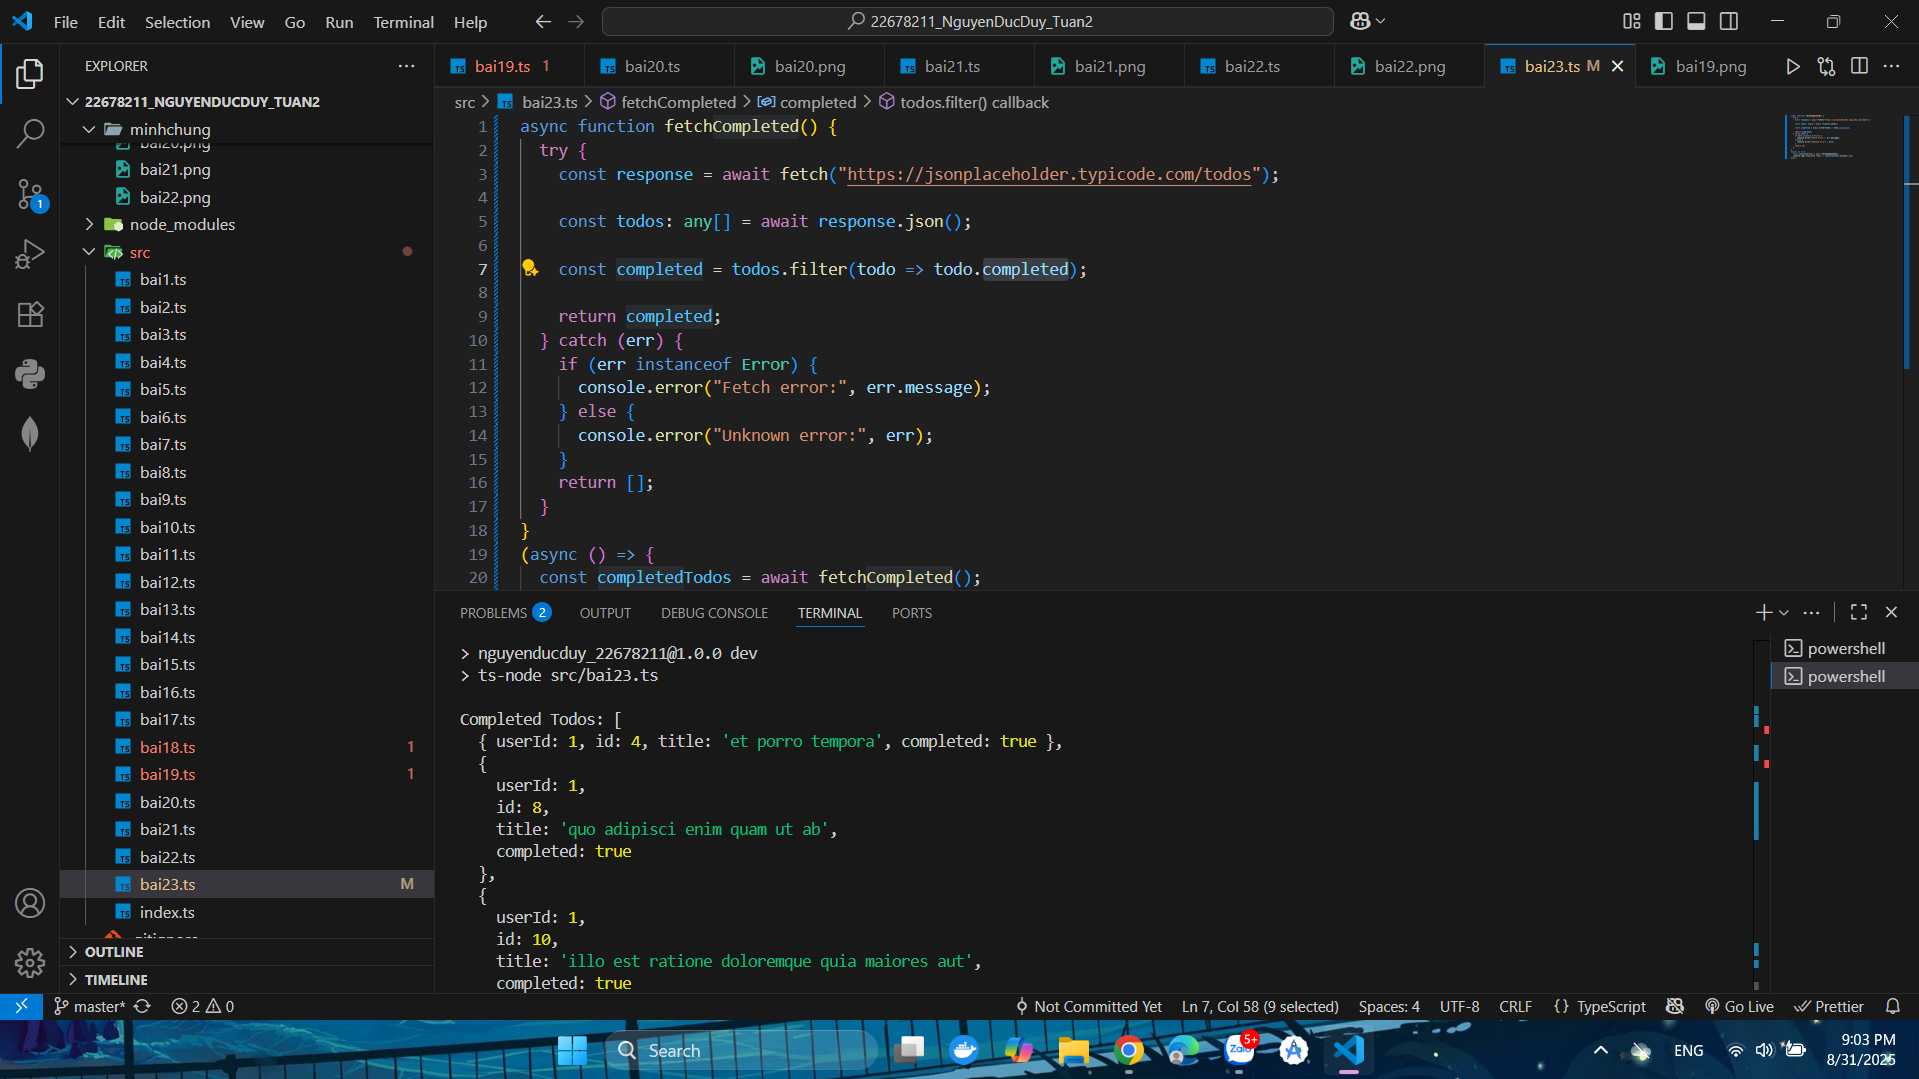 File Edit Selection View Go Run Terminal Help
22678211_NguyenDucDuy_Tuan2
EXPLORER
22678211_NGUYENDUCDUY_TUAN2
minhchung
bai20.png
bai21.png
bai22.png
node_modules
src
bai1.ts
bai2.ts
bai3.ts
bai4.ts
bai5.ts
bai6.ts
bai7.ts
bai8.ts
bai9.ts
bai10.ts
bai11.ts
bai12.ts
bai13.ts
bai14.ts
bai15.ts
bai16.ts
bai17.ts
bai18.ts 1
bai19.ts 1
bai20.ts
bai21.ts
bai22.ts
bai23.ts M
index.ts
.gitignore
OUTLINE
TIMELINE
1
bai19.ts 1 bai20.ts bai20.png bai21.ts bai21.png bai22.ts bai22.png bai23.ts M bai19.png
src > bai23.ts > fetchCompleted > completed > todos.filter() callback
1 async function fetchCompleted() {
2 try {
3 const response = await fetch("https://jsonplaceholder.typicode.com/todos");
4
5 const todos: any[] = await response.json();
6
7 const completed = todos.filter(todo => todo.completed);
8
9 return completed;
10 } catch (err) {
11 if (err instanceof Error) {
12 console.error("Fetch error:", err.message);
13 } else {
14 console.error("Unknown error:", err);
15 }
16 return [];
17 }
18 }
19 (async () => {
20 const completedTodos = await fetchCompleted();
PROBLEMS 2 OUTPUT DEBUG CONSOLE TERMINAL PORTS
powershell
powershell
> nguyenducduy_22678211@1.0.0 dev
> ts-node src/bai23.ts
Completed Todos: [
{ userId: 1, id: 4, title: 'et porro tempora', completed: true },
{
userId: 1,
id: 8,
title: 'quo adipisci enim quam ut ab',
completed: true
},
{
userId: 1,
id: 10,
title: 'illo est ratione doloremque quia maiores aut',
completed: true
master* 2 0 Not Committed Yet Ln 7, Col 58 (9 selected) Spaces: 4 UTF-8 CRLF {} TypeScript Go Live Prettier
Search
Zalo
5+
ENG
9:03 PM
8/31/2025